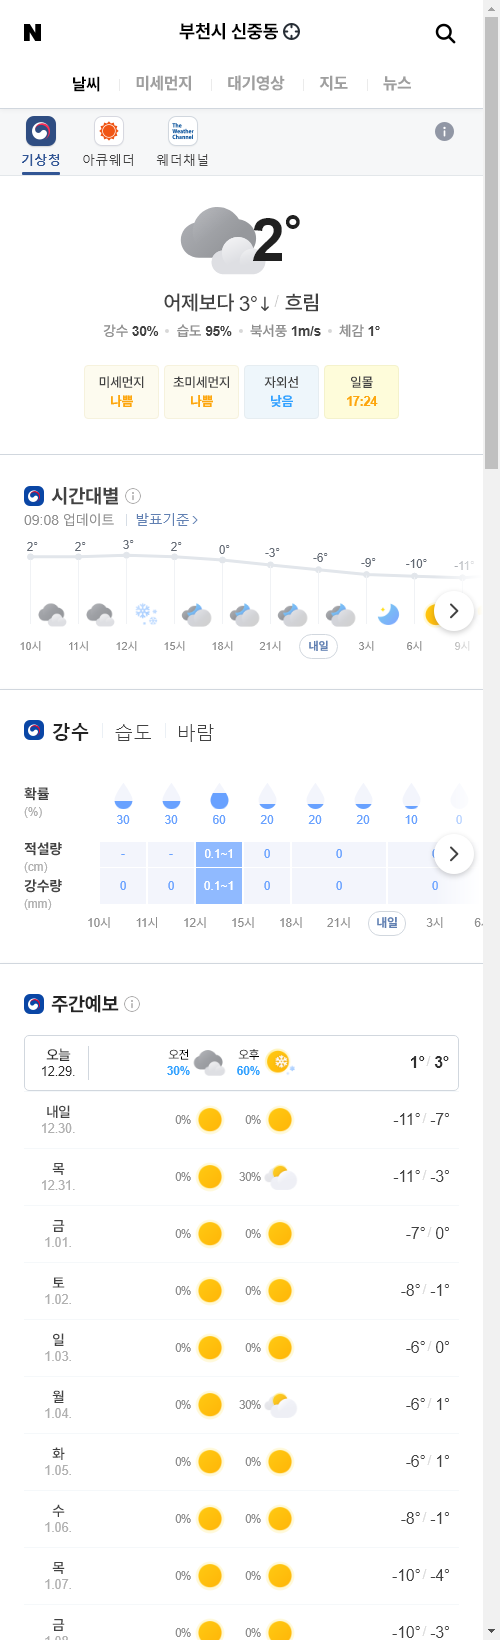 N
부천시 신중동
날씨 미세먼지 대기영상 지도 뉴스
The Weather Channel
기상청 아큐웨더 웨더채널
2°
어제보다 3°↓ / 흐림
강수 30% • 습도 95% • 북서풍 1m/s • 체감 1°
미세먼지 초미세먼지 자외선 일몰
나쁨 나쁨 낮음 17:24
시간대별
09:08 업데이트 발표기준 >
2° 2° 3° 2° 0° -3° -6° -9° -10° -11°
10시 11시 12시 15시 18시 21시 내일 3시 6시 9시
강수 습도 바람
확률
(%)
30 30 60 20 20 20 10 0
적설량
(cm)
- - 0.1~1 0 0
강수량
(mm)
0 0 0.1~1 0 0 0
10시 11시 12시 15시 18시 21시 내일 3시
주간예보
오늘 12.29. 오전 30% 오후 60% 1° / 3°
내일 12.30. 0% 0% -11° / -7°
목 12.31. 0% 30% -11° / -3°
금 1.01. 0% 0% -7° / 0°
토 1.02. 0% 0% -8° / -1°
일 1.03. 0% 0% -6° / 0°
월 1.04. 0% 30% -6° / 1°
화 1.05. 0% 0% -6° / 1°
수 1.06. 0% 0% -8° / -1°
목 1.07. 0% 0% -10° / -4°
금 0% 0% -10° / -3°